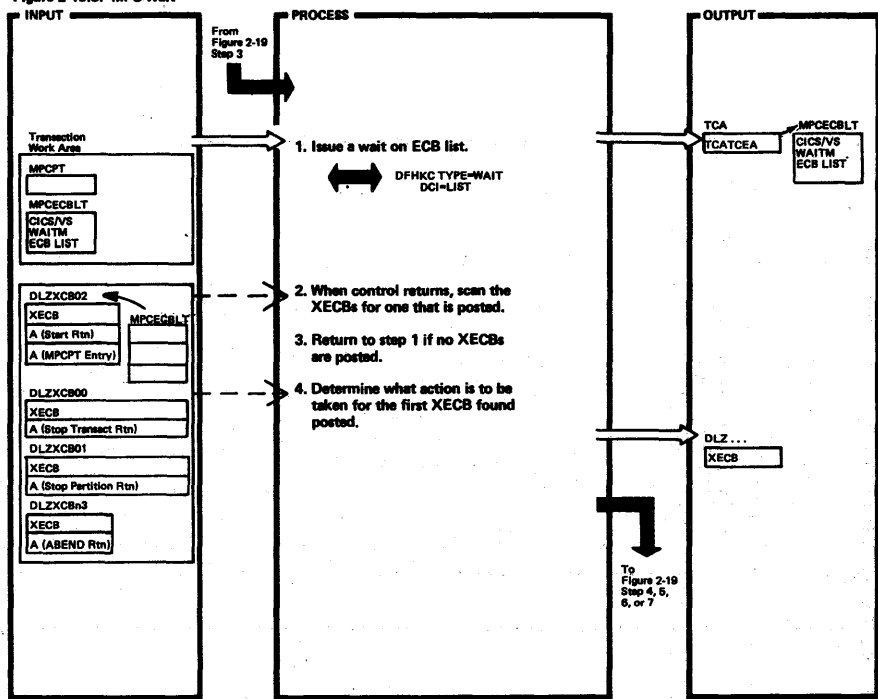 INPUT
PROCESS
OUTPUT
From
Figure 2-19
Step 3
Transaction
Work Area
MPCPT
MPCECBLT
CICS/VS
WAITM
ECB LIST
1. Issue a wait on ECB list.
DFHKC TYPE=WAIT
DCI=LIST
TCA
TCATCEA
MPCECBLT
CICS/VS
WAITM
ECB LIST
DLZXCB02
XECB
A (Start Rtn)
A (MPCPT Entry)
MPCECBLT
DLZXCB00
XECB
A (Stop Transact Rtn)
DLZXCB01
XECB
A (Stop Partition Rtn)
DLZXCBn3
XECB
A (ABEND Rtn)
2. When control returns, scan the
XECBs for one that is posted.
3. Return to step 1 if no XECBs
are posted.
4. Determine what action is to be
taken for the first XECB found
posted.
DLZ...
XECB
To
Figure 2-19
Step 4, 5,
6, or 7